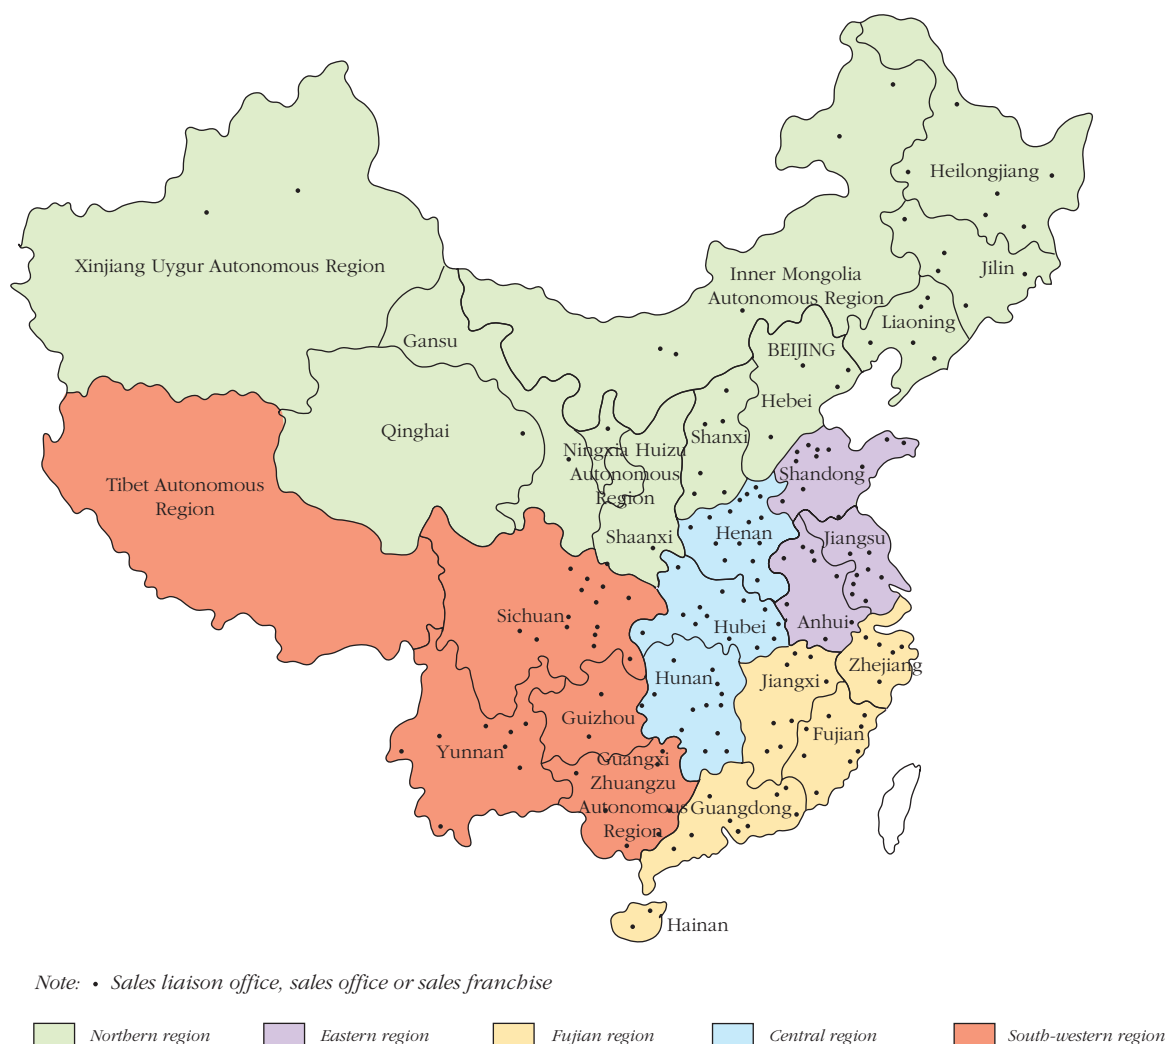 Heilongjiang
Xinjiang Uygur Autonomous Region
Inner Mongolia
Autonomous Region
Jilin
Liaoning
Gansu
BEIJING
Hebei
Qinghai
Shanxi
Ningxia Huizu
Autonomous
Region
Shandong
Tibet Autonomous
Region
Shaanxi
Henan
Jiangsu
Sichuan
Hubei
Anhui
Zhejiang
Hunan
Jiangxi
Guizhou
Fujian
Yunnan
Guangxi
Zhuangzu
Autonomous
Region
Guangdong
Hainan
Note: • Sales liaison office, sales office or sales franchise
Northern region
Eastern region
Fujian region
Central region
South-western region